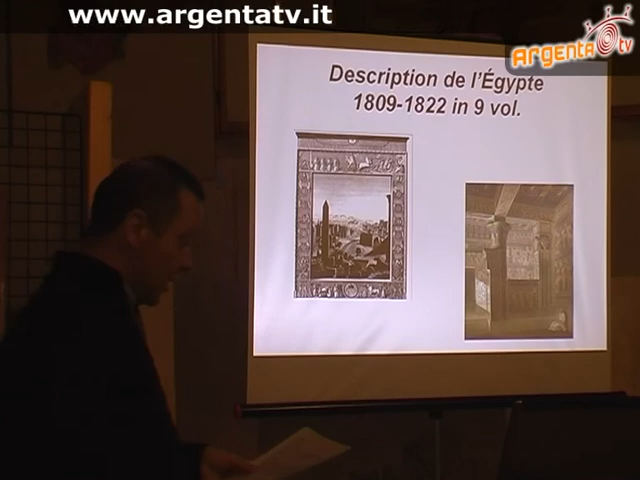 www.argentatv.it
ARGENTA tv
Description de l'Égypte
1809-1822 in 9 vol.